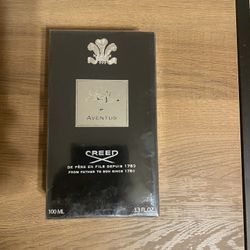 AVENTUS
CREED
DE PÈRE EN FILS DEPUIS 1760
FROM FATHER TO SON SINCE 1760
100 ML
3.3 FL.OZ